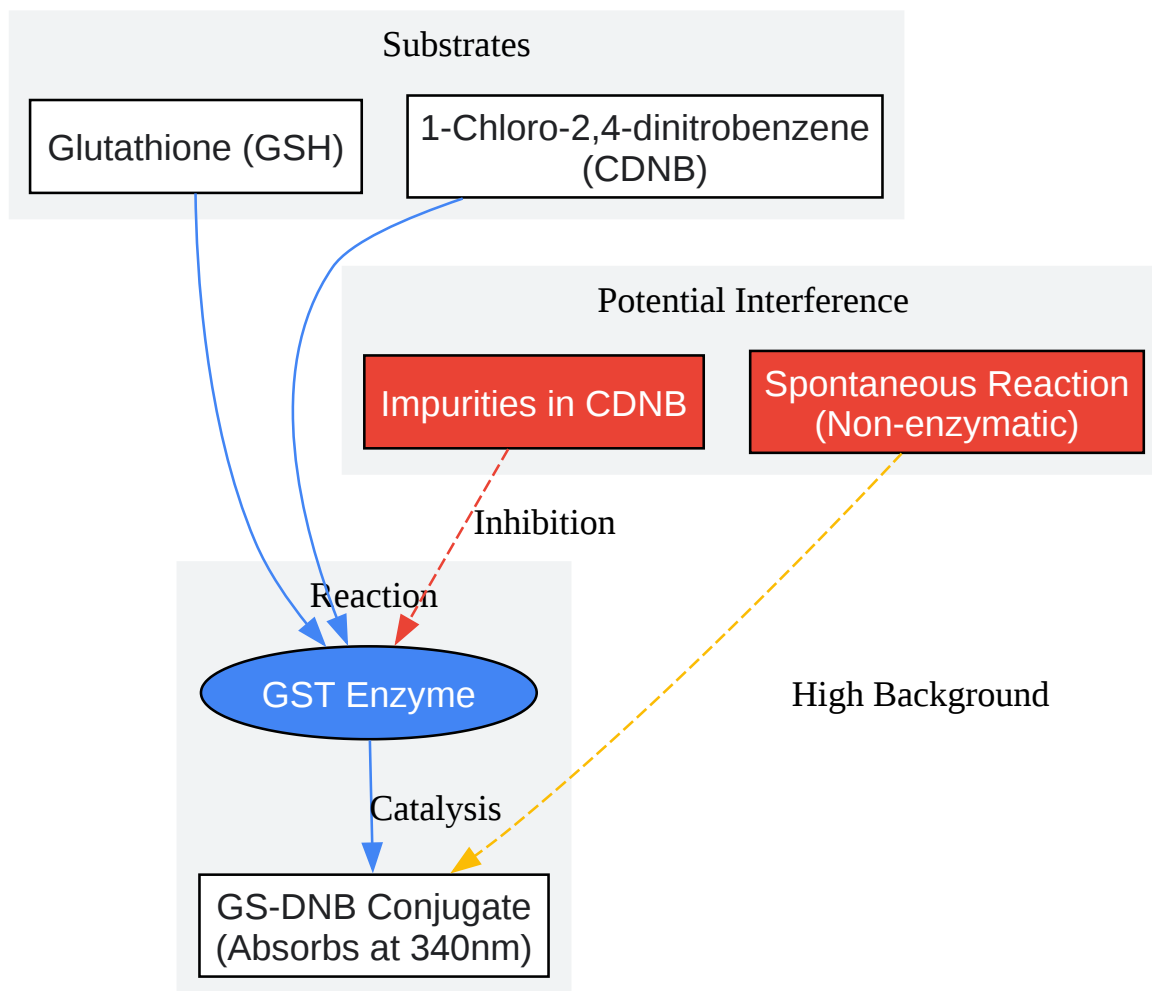 Substrates
Glutathione (GSH)
1-Chloro-2,4-dinitrobenzene
(CDNB)
Potential Interference
Impurities in CDNB
Spontaneous Reaction
(Non-enzymatic)
Inhibition
Reaction
GST Enzyme
High Background
Catalysis
GS-DNB Conjugate
(Absorbs at 340nm)